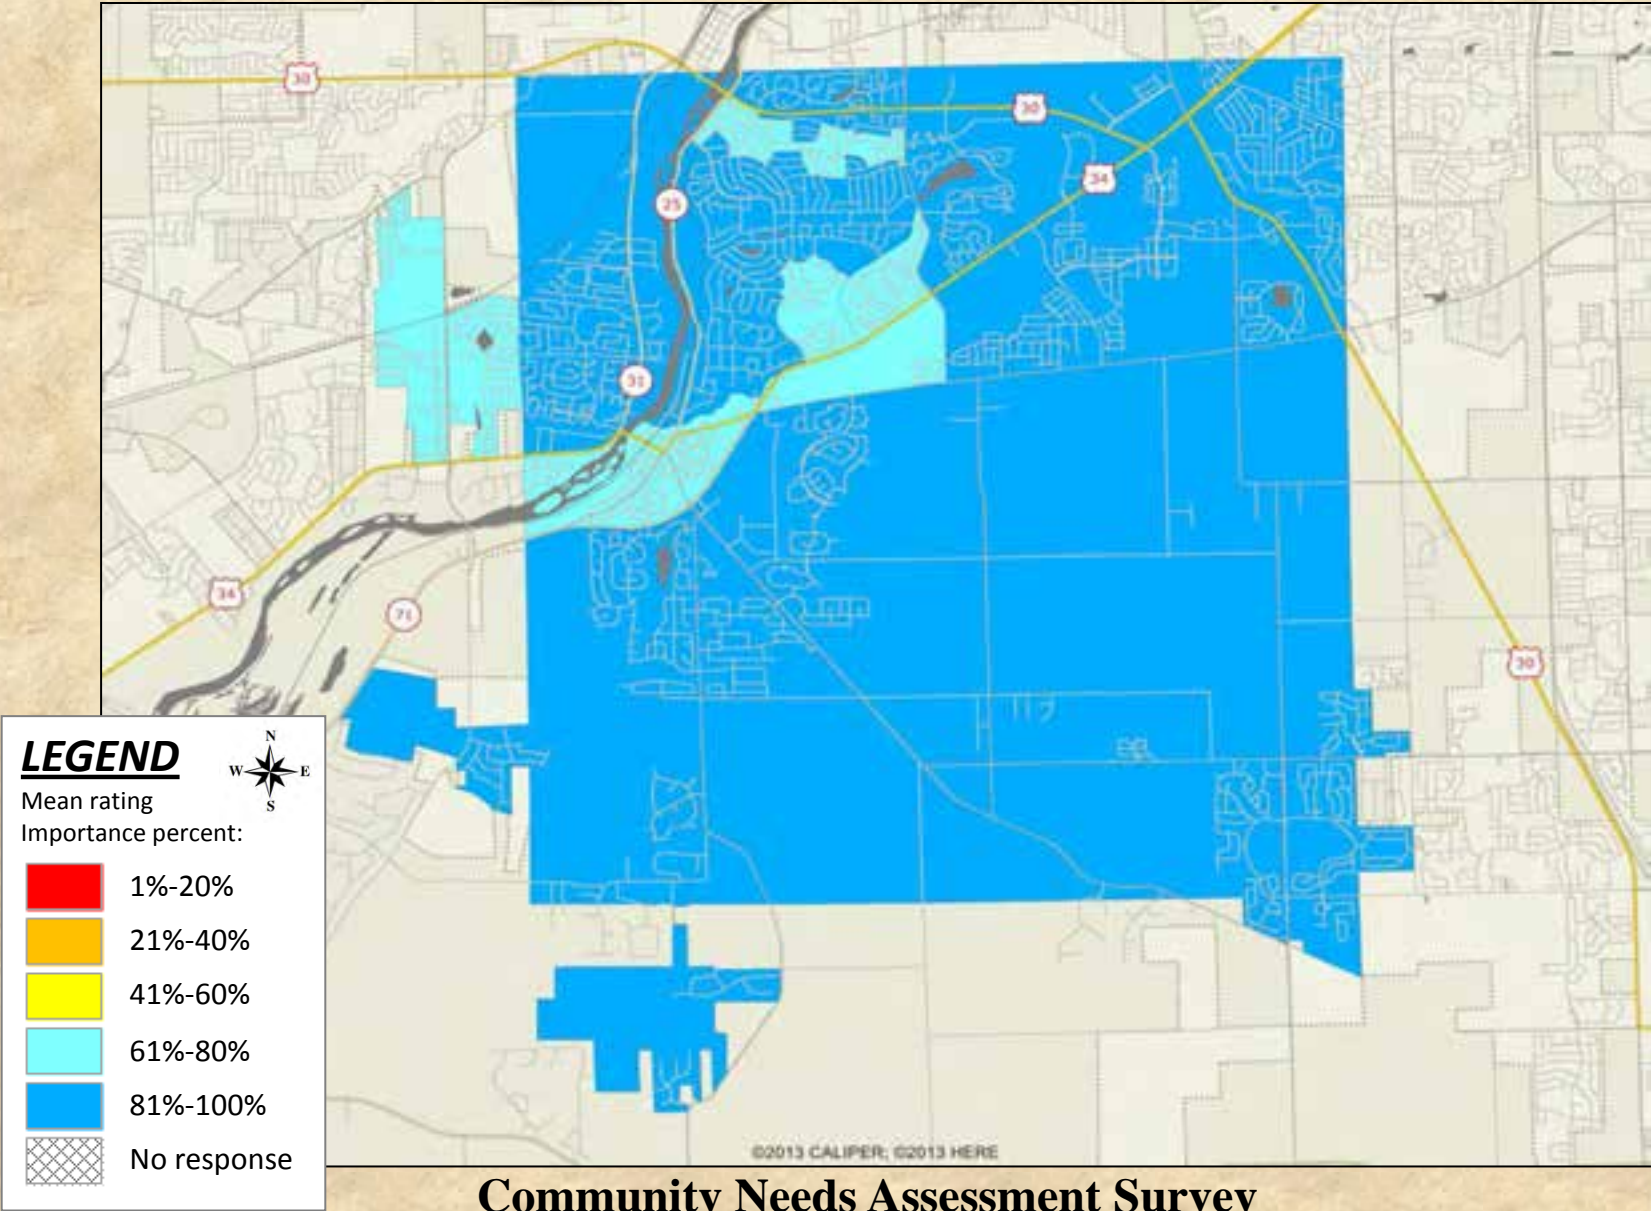 30
30
34
25
31
34
71
30
LEGEND
N
W E
S
Mean rating
Importance percent:
1%-20%
21%-40%
41%-60%
61%-80%
81%-100%
No response
©2013 CALIPER; ©2013 HERE
Community Needs Assessment Survey